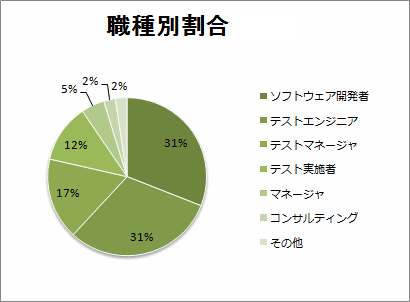 職種別割合
2%
2%
5%
12%
17%
31%
31%
ソフトウェア開発者
テストエンジニア
テストマネージャ
テスト実施者
マネージャ
コンサルティング
その他